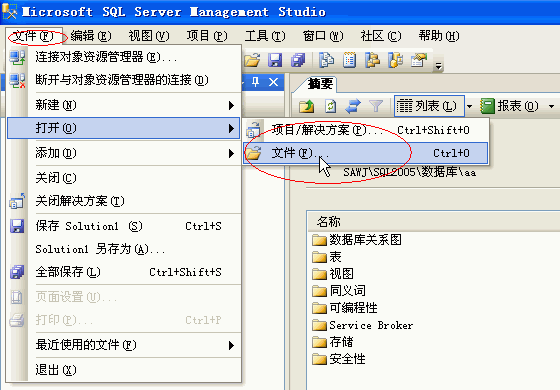 Microsoft SQL Server Management Studio
文件(F) 编辑(E) 视图(V) 项目(P) 工具(T) 窗口(W) 社区(C) 帮助(H)
连接对象资源管理器(E)...
断开与对象资源管理器的连接(D)
新建(N)
打开(O)
添加(D)
关闭(C)
关闭解决方案(T)
保存 Solution1 (S) Ctrl+S
Solution1 另存为(A)...
全部保存(L) Ctrl+Shift+S
页面设置(U)...
打印(P)... Ctrl+P
最近使用的文件(F)
退出(X)
项目/解决方案(P)... Ctrl+Shift+O
文件(F)... Ctrl+O
摘要
列表(L) 报表(O)
SAWJ\SQL2005\数据库\aa
名称
数据库关系图
表
视图
同义词
可编程性
Service Broker
存储
安全性